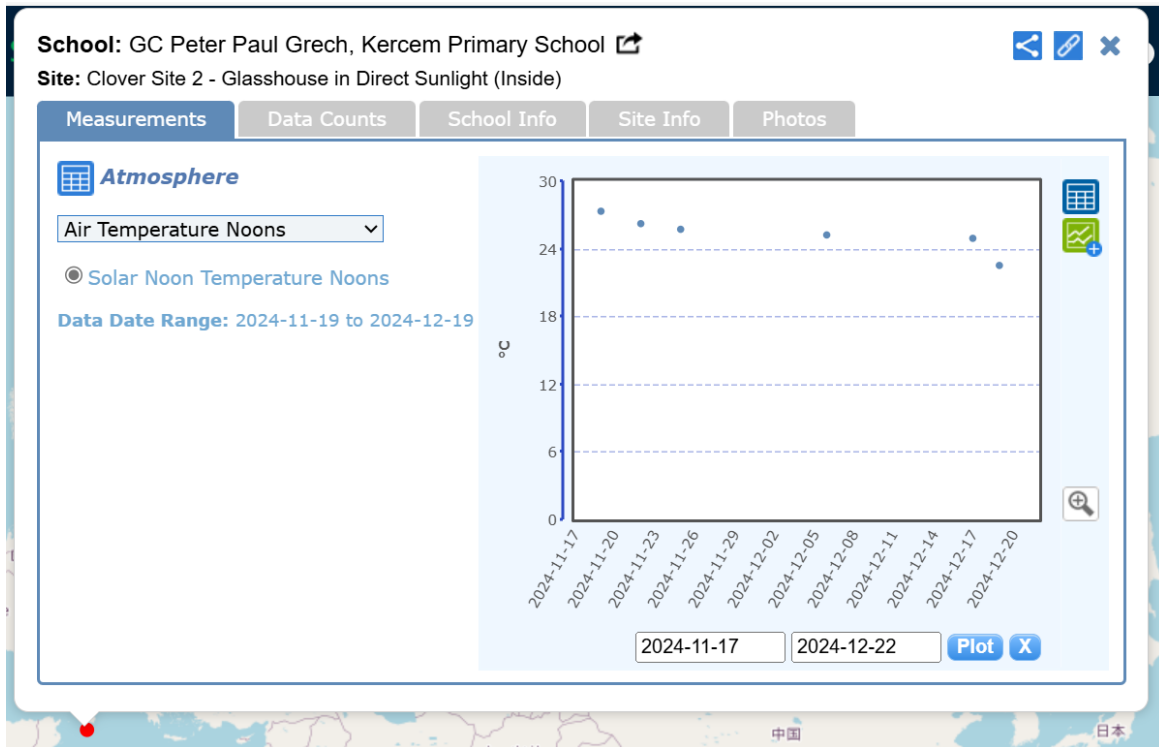 School: GC Peter Paul Grech, Kercem Primary School
Site: Clover Site 2 - Glasshouse in Direct Sunlight (Inside)
Measurements
Data Counts
School Info
Site Info
Photos
Atmosphere
Air Temperature Noons
Solar Noon Temperature Noons
Data Date Range: 2024-11-19 to 2024-12-19
30
24
18
12
6
0
°C
2024-11-17
2024-11-20
2024-11-23
2024-11-26
2024-11-29
2024-12-02
2024-12-05
2024-12-08
2024-12-11
2024-12-14
2024-12-17
2024-12-20
2024-11-17
2024-12-22
Plot
X
中国
日本